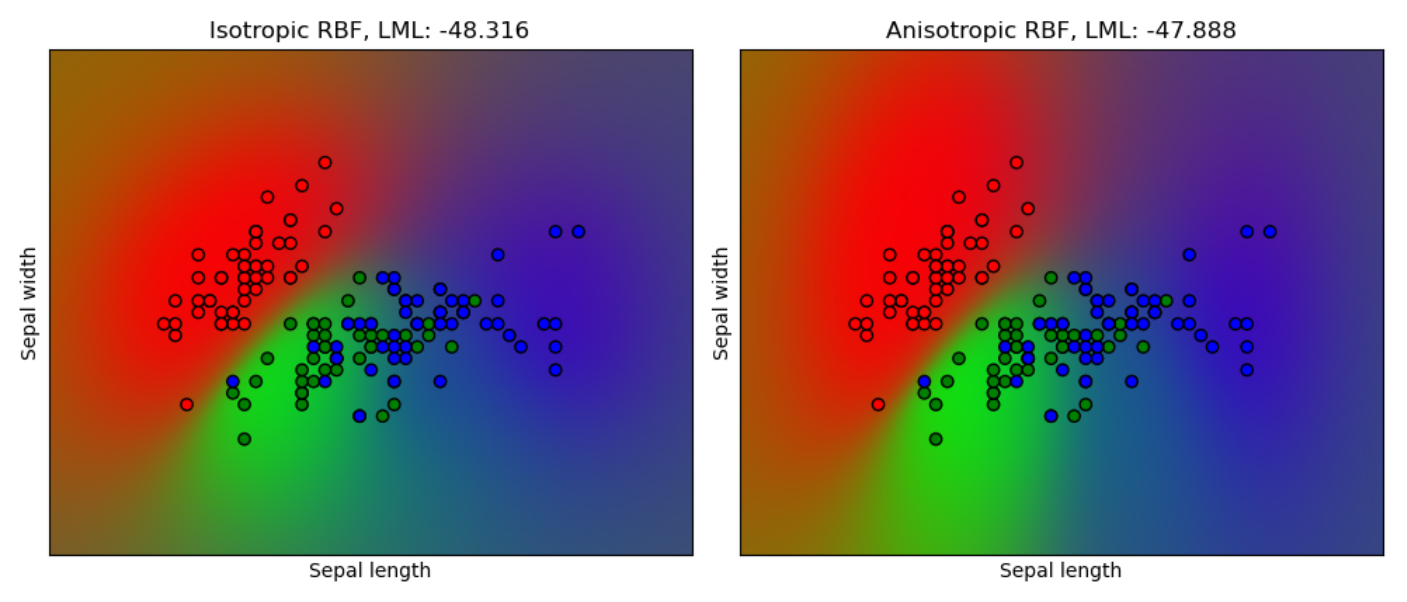 Isotropic RBF, LML: -48.316
Sepal width
Sepal length
Anisotropic RBF, LML: -47.888
Sepal width
Sepal length